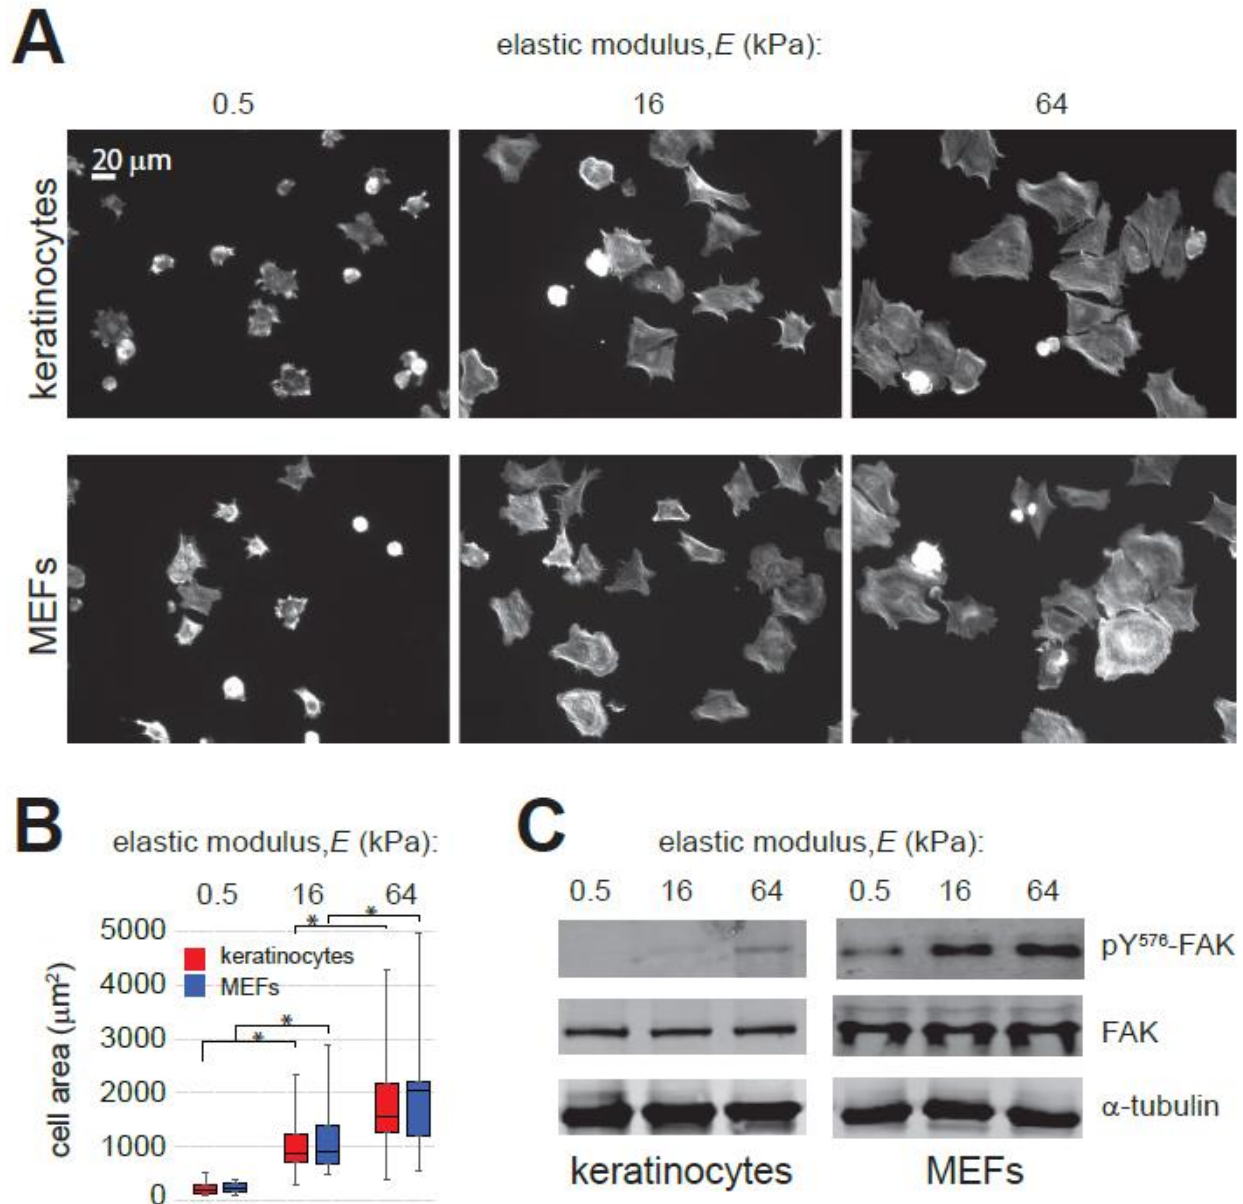 A
elastic modulus,E (kPa):
0.5 16 64
20 μm
keratinocytes
MEFs
B
elastic modulus,E (kPa):
0.5 16 64
* *
* *
5000
4000
3000
2000
1000
0
cell area (μm²)
keratinocytes
MEFs
C
elastic modulus,E (kPa):
0.5 16 64 0.5 16 64
pY⁵⁷⁶-FAK
FAK
α-tubulin
keratinocytes MEFs